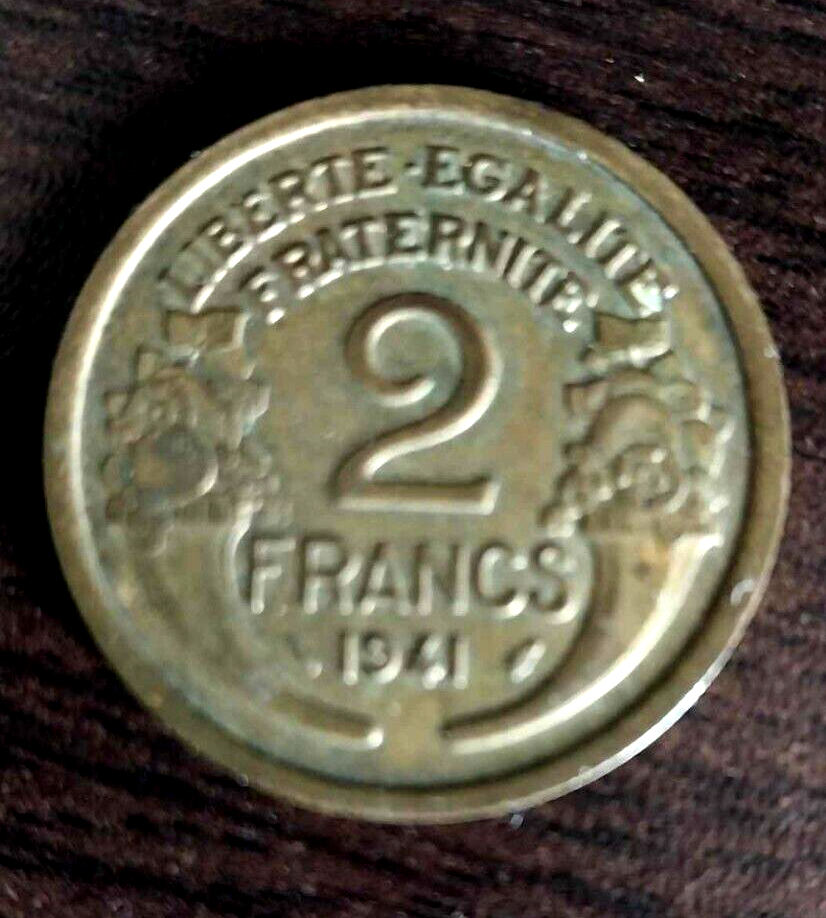 LIBERTE·EGALITE
FRATERNITE
2
FRANCS
1941